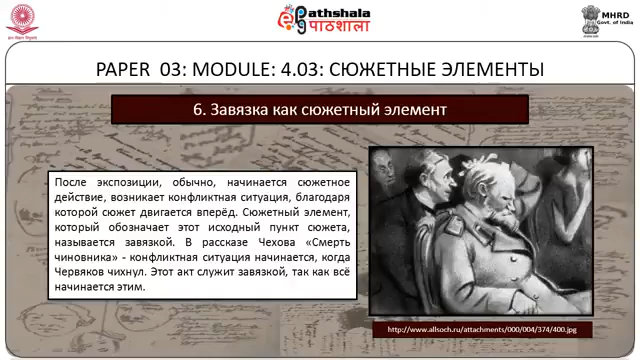 Pathshala
पाठशाला
MHRD
Govt. of India
PAPER 03: MODULE: 4.03: СЮЖЕТНЫЕ ЭЛЕМЕНТЫ
6. Завязка как сюжетный элемент
После экспозиции, обычно, начинается сюжетное
действие, возникает конфликтная ситуация, благодаря
которой сюжет двигается вперёд. Сюжетный элемент,
который обозначает этот исходный пункт сюжета,
называется завязкой. В рассказе Чехова «Смерть
чиновника» - конфликтная ситуация начинается, когда
Червяков чихнул. Этот акт служит завязкой, так как всё
начинается этим.
http://www.allsoch.ru/attachments/000/004/374/400.jpg